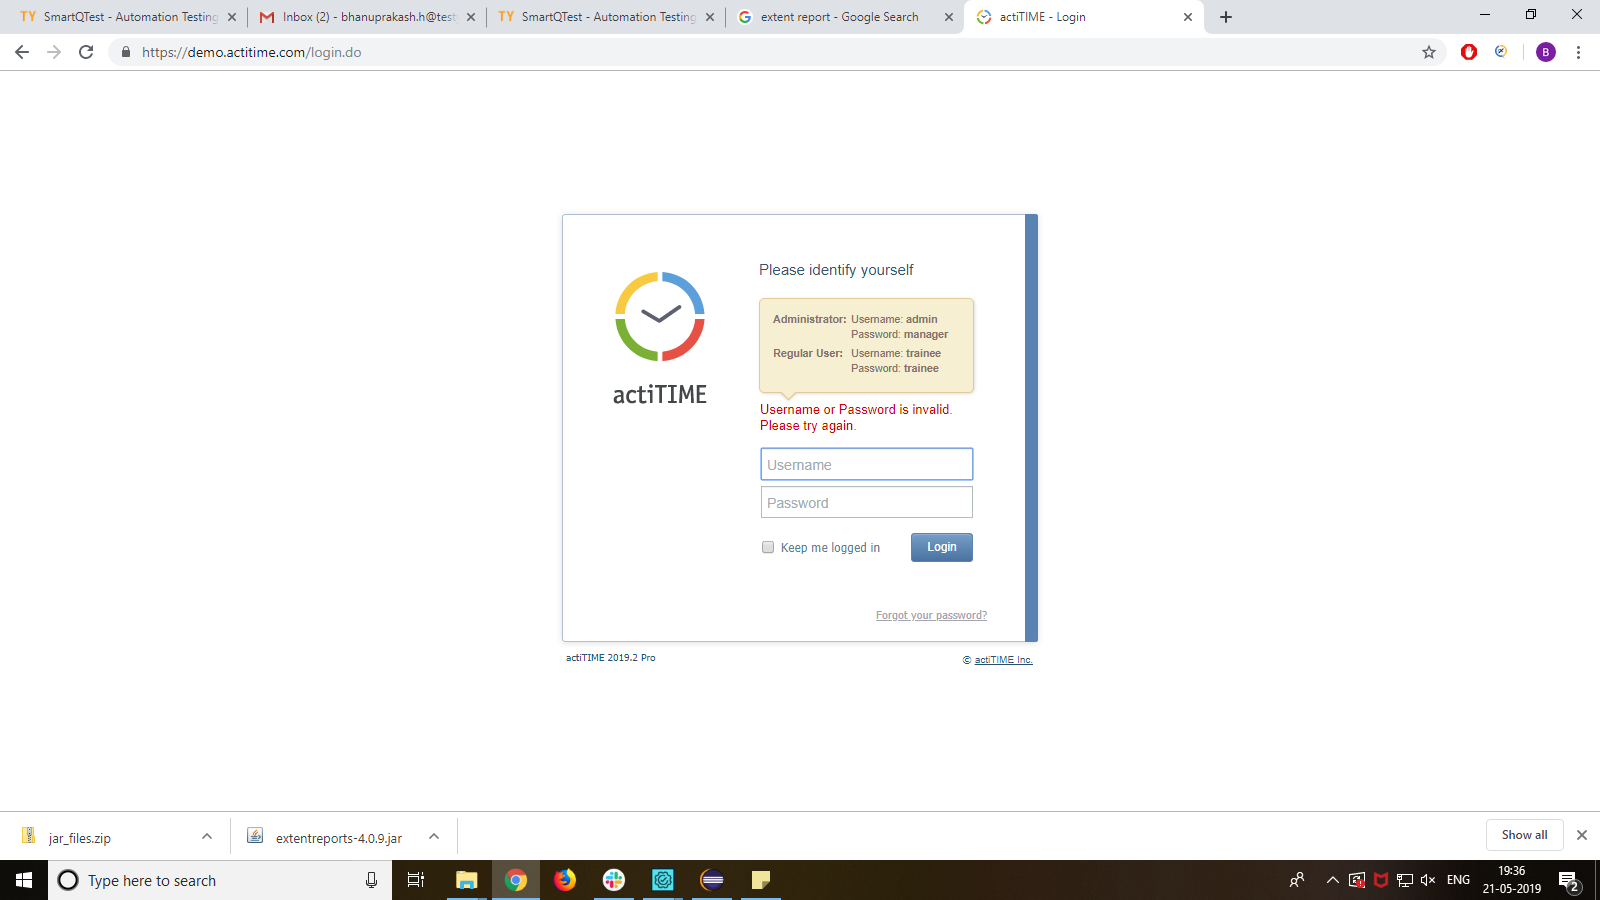 TY SmartQTest - Automation Testing
Inbox (2) - bhanuprakash.h@test
TY SmartQTest - Automation Testing
extent report - Google Search
actiTIME - Login
https://demo.actitime.com/login.do
B
Please identify yourself
Administrator: Username: admin
Password: manager
Regular User: Username: trainee
Password: trainee
actiTIME
Username or Password is invalid.
Please try again.
Username
Password
Keep me logged in
Login
Forgot your password?
actiTIME 2019.2 Pro
© actiTIME Inc.
jar_files.zip
extentreports-4.0.9.jar
Show all
Type here to search
ENG
19:36
21-05-2019
2